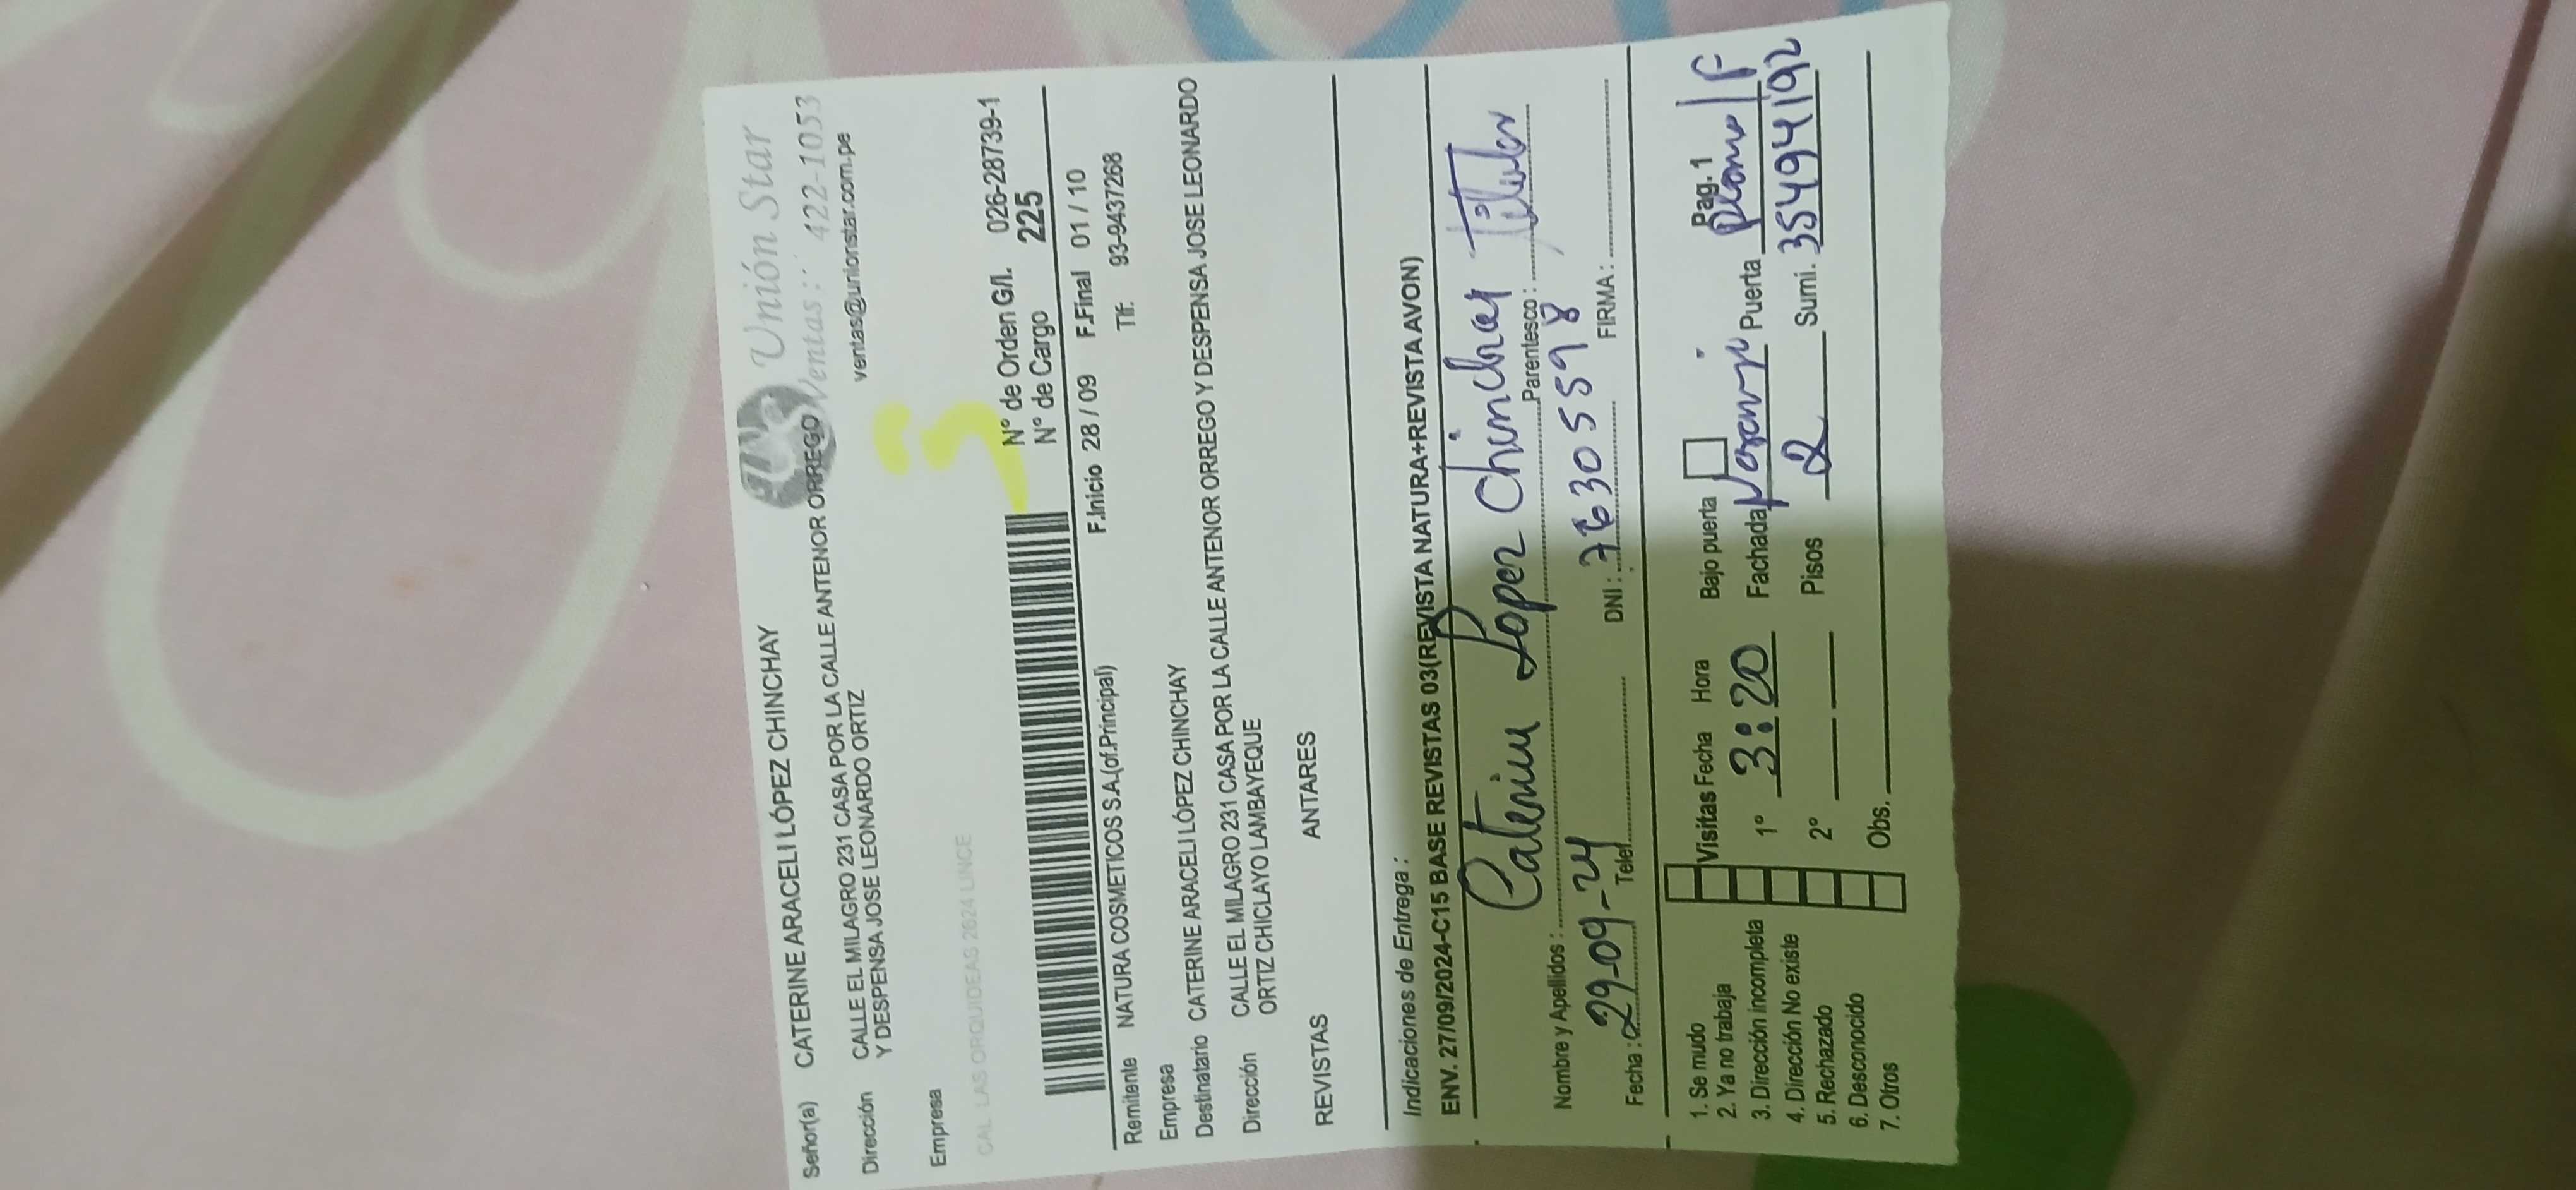 Unión Star
Señor(a) CATERINE ARACELI LÓPEZ CHINCHAY
Ventas: 422-1053
Dirección CALLE EL MILAGRO 231 CASA POR LA CALLE ANTENOR ORREGO
Y DESPENSA JOSE LEONARDO ORTIZ
ventas@unionstar.com.pe
Empresa
CAL LAS ORQUIDEAS 2624 LINCE
N° de Orden G/I. 026-28739-1
N° de Cargo 225
F.Inicio 28 / 09 F.Final 01 / 10
Remitente NATURA COSMETICOS S.A.(of.Principal) Tlf. 93-9437268
Empresa
Destinatario CATERINE ARACELI LÓPEZ CHINCHAY
Dirección CALLE EL MILAGRO 231 CASA POR LA CALLE ANTENOR ORREGO Y DESPENSA JOSE LEONARDO
ORTIZ CHICLAYO LAMBAYEQUE
REVISTAS ANTARES
Indicaciones de Entrega :
ENV. 27/09/2024-C15 BASE REVISTAS 03(REVISTA NATURA+REVISTA AVON)
Lopez Chinchay Titular
Nombre y Apellidos : Parentesco :
29-09-24 76305598
Fecha : Telef. DNI : FIRMA :
Pag. 1
1. Se mudo Visitas Fecha Hora Bajo puerta
2. Ya no trabaja 1° 3:20 Fachada Naranja Puerta plomo / F
3. Dirección incompleta
4. Dirección No existe 2° Pisos 2 Sumi. 35494192
5. Rechazado
6. Desconocido Obs.
7. Otros